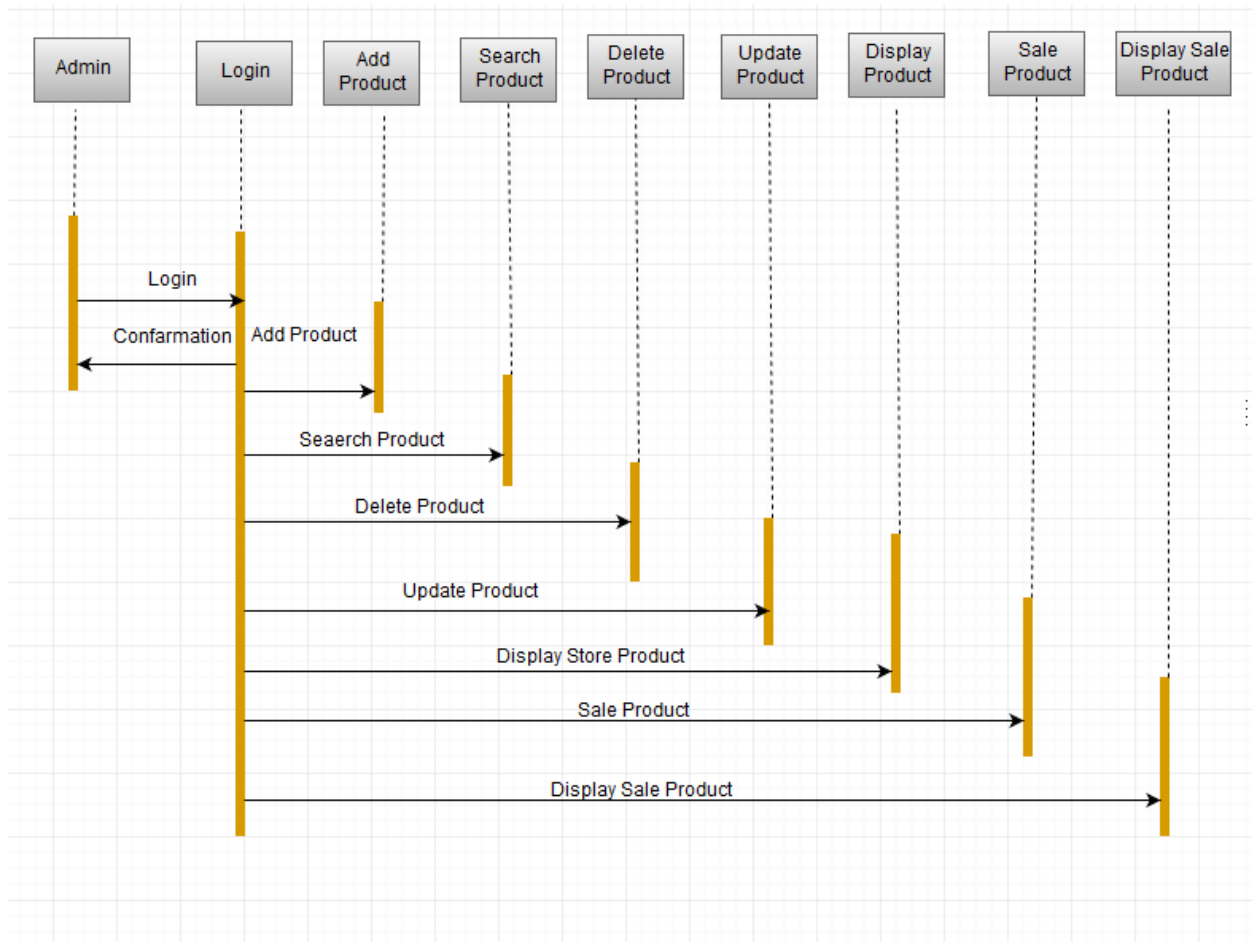 Admin
Login
Add
Product
Search
Product
Delete
Product
Update
Product
Display
Product
Sale
Product
Display Sale
Product
Login
Confarmation
Add Product
Seaerch Product
Delete Product
Update Product
Display Store Product
Sale Product
Display Sale Product